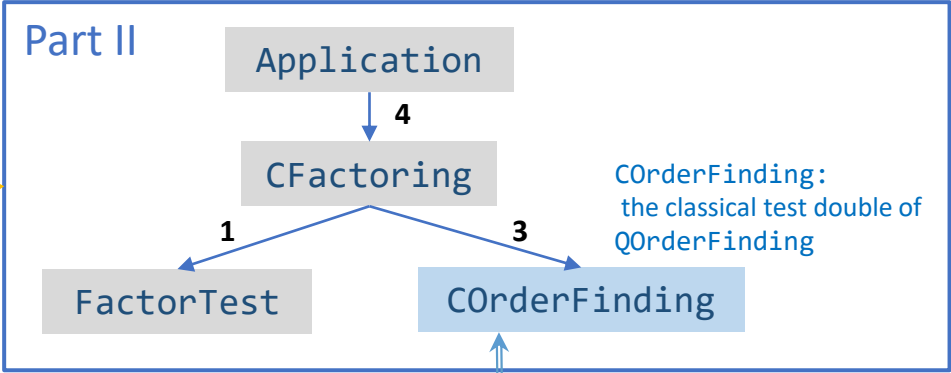 Part II
Application
4
CFactoring
COrderFinding:
the classical test double of
QOrderFinding
1
3
FactorTest
COrderFinding